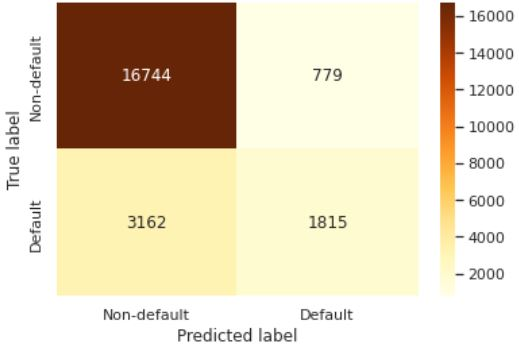 True label
Non-default
Default
16744
779
3162
1815
Non-default
Default
Predicted label
16000
14000
12000
10000
8000
6000
4000
2000